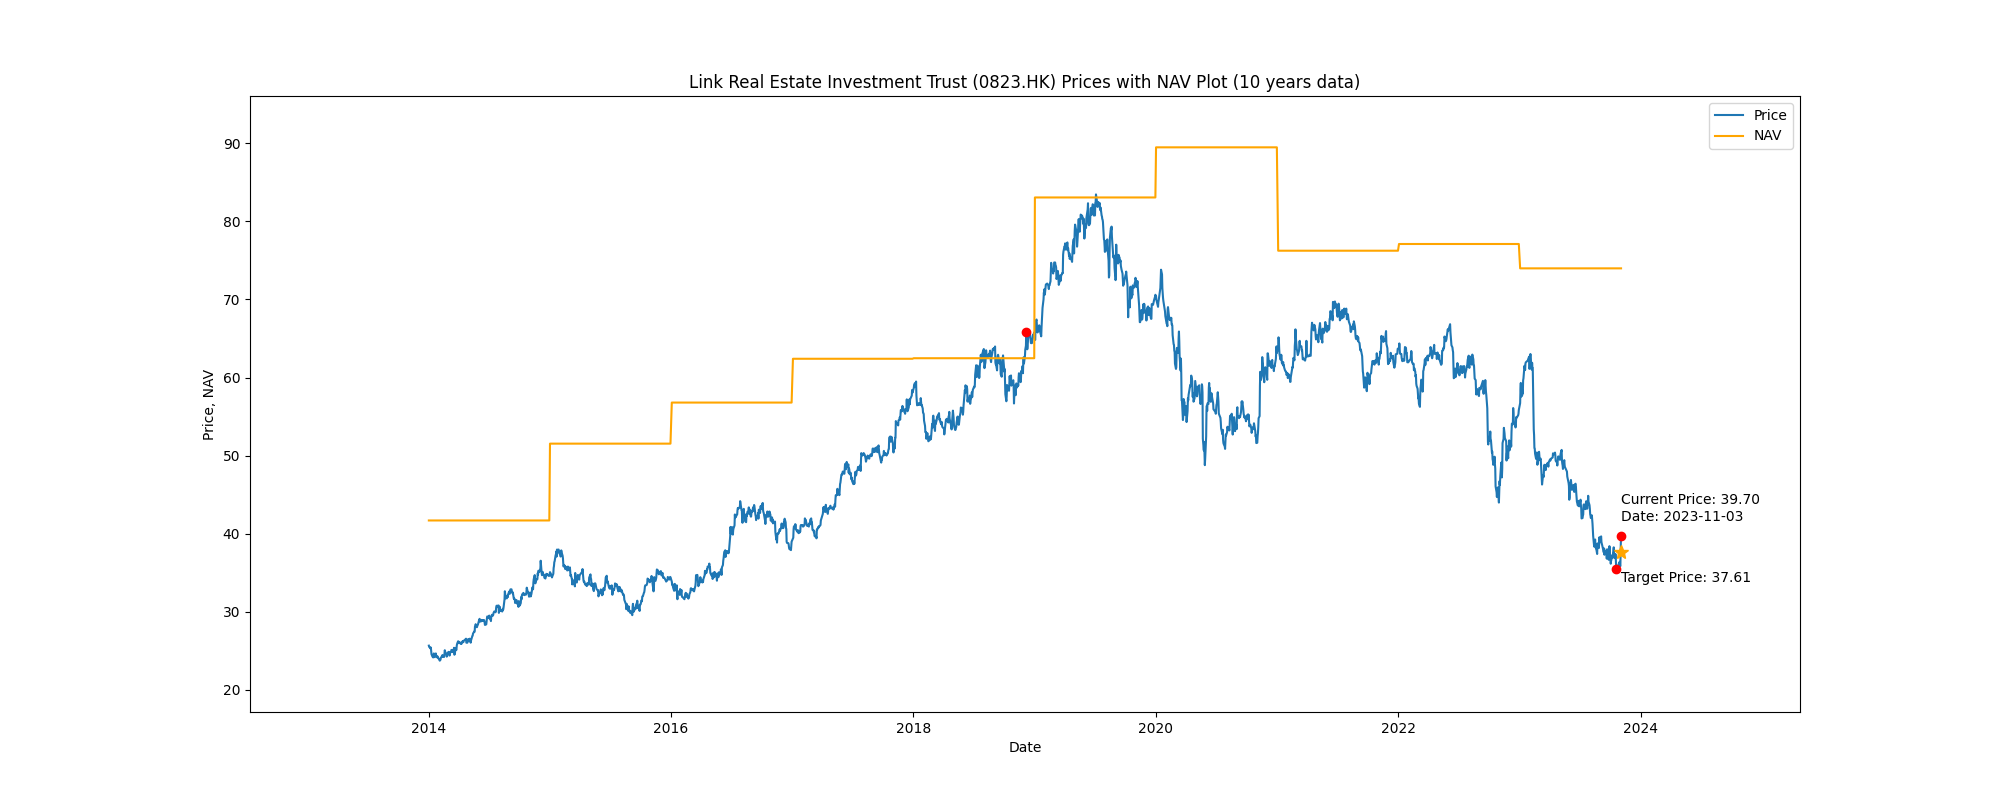 Link Real Estate Investment Trust (0823.HK) Prices with NAV Plot (10 years data)
Price
NAV
90
80
70
60
50
40
30
20
Price, NAV
Current Price: 39.70
Date: 2023-11-03
Target Price: 37.61
2014
2016
2018
2020
2022
2024
Date